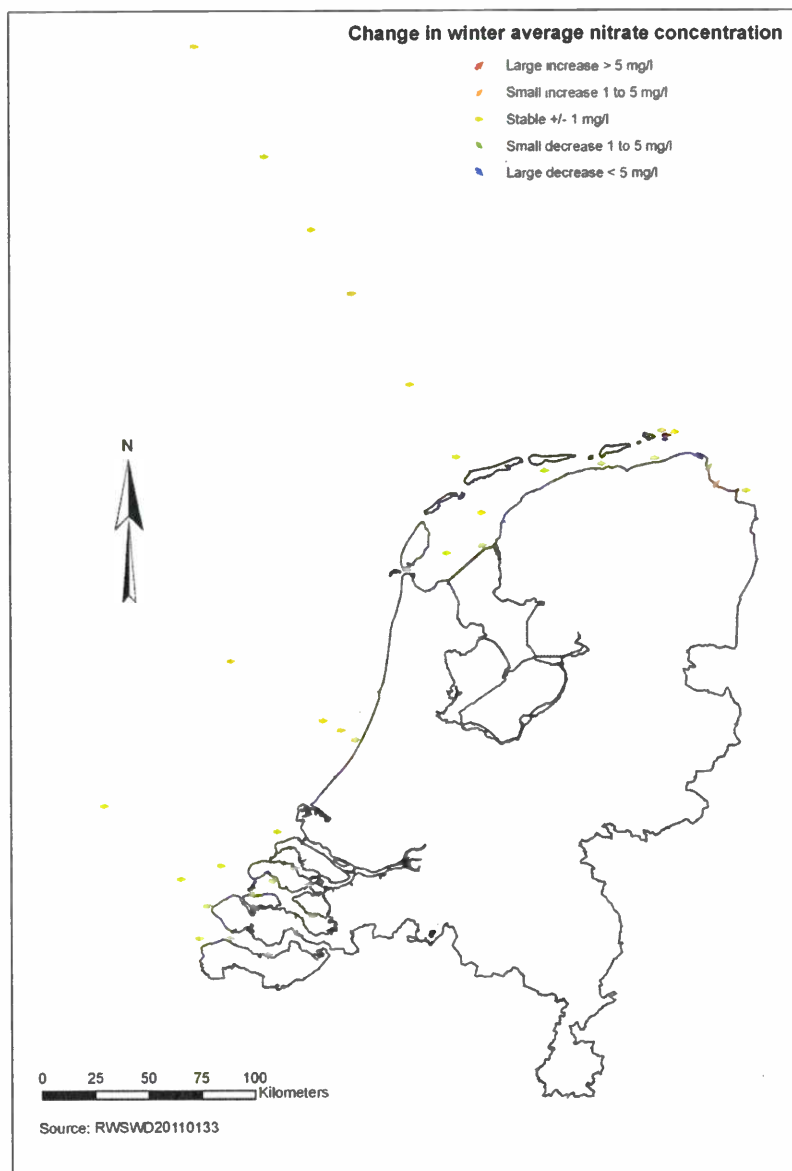 Change in winter average nitrate concentration
Large increase > 5 mg/l
Small increase 1 to 5 mg/l
Stable +/- 1 mg/l
Small decrease 1 to 5 mg/l
Large decrease < 5 mg/l
N
0 25 50 75 100
Kilometers
Source: RWSWD20110133